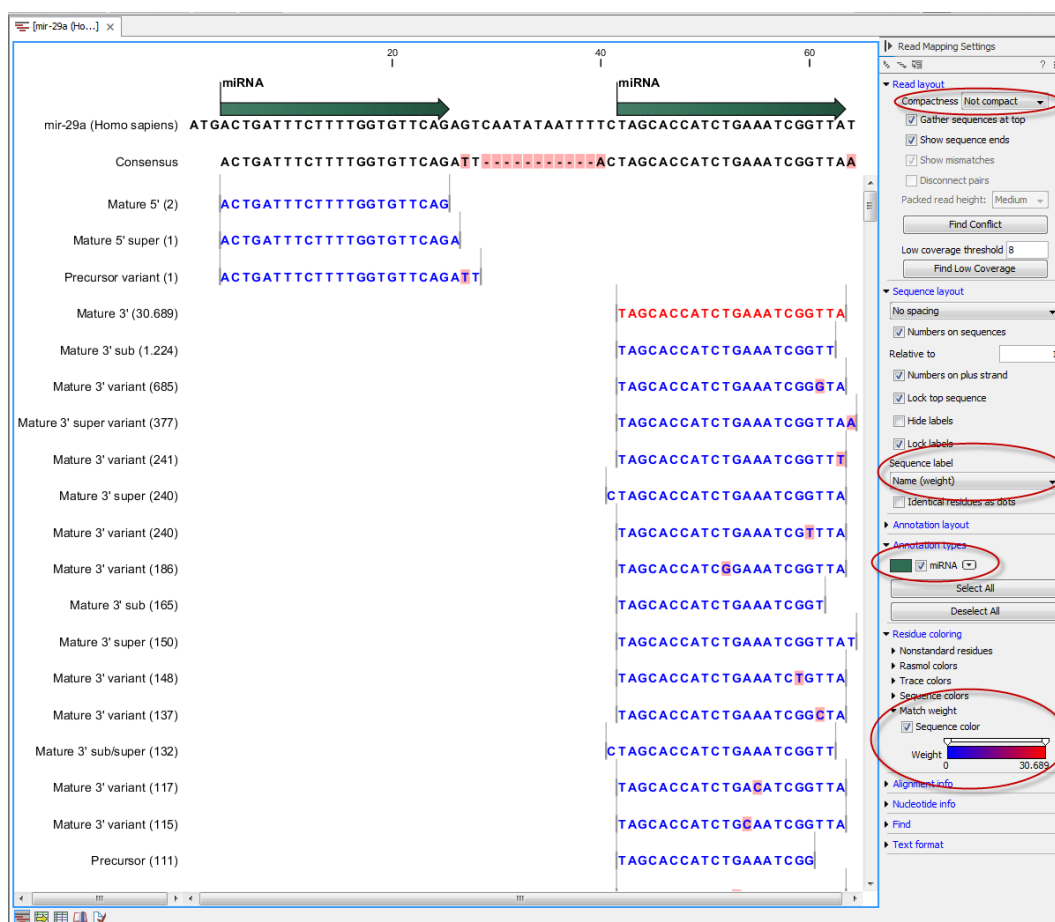 [mir-29a (Ho...]
Read Mapping Settings
20 40 60
miRNA miRNA
mir-29a (Homo sapiens) ATGACTGATTTCTTTTGGTGTTCAGAGTCAATATAATTTTCTAGCACCATCTGAAATCGGTTAT
Consensus ACTGATTTCTTTTGGTGTTCAGATT-----------ACTAGCACCATCTGAAATCGGTTAA
Mature 5' (2) ACTGATTTCTTTTGGTGTTCAG
Mature 5' super (1) ACTGATTTCTTTTGGTGTTCAGA
Precursor variant (1) ACTGATTTCTTTTGGTGTTCAGATT
Mature 3' (30.689) TAGCACCATCTGAAATCGGTTA
Mature 3' sub (1.224) TAGCACCATCTGAAATCGGTT
Mature 3' variant (685) TAGCACCATCTGAAATCGGGTA
Mature 3' super variant (377) TAGCACCATCTGAAATCGGTTAA
Mature 3' variant (241) TAGCACCATCTGAAATCGGTTT
Mature 3' super (240) CTAGCACCATCTGAAATCGGTTA
Mature 3' variant (240) TAGCACCATCTGAAATCGTTTA
Mature 3' variant (186) TAGCACCATCGGAAATCGGTTA
Mature 3' sub (165) TAGCACCATCTGAAATCGGT
Mature 3' super (150) TAGCACCATCTGAAATCGGTTAT
Mature 3' variant (148) TAGCACCATCTGAAATCTGTTA
Mature 3' variant (137) TAGCACCATCTGAAATCGGCTA
Mature 3' sub/super (132) CTAGCACCATCTGAAATCGGTT
Mature 3' variant (117) TAGCACCATCTGACATCGGTTA
Mature 3' variant (115) TAGCACCATCTGCAATCGGTTA
Precursor (111) TAGCACCATCTGAAATCGG
?
Read layout
Compactness Not compact
Gather sequences at top
Show sequence ends
Show mismatches
Disconnect pairs
Packed read height: Medium
Find Conflict
Low coverage threshold 8
Find Low Coverage
Sequence layout
No spacing
Numbers on sequences
Relative to 1
Numbers on plus strand
Lock top sequence
Hide labels
Lock labels
Sequence label
Name (weight)
Identical residues as dots
Annotation layout
Annotation types
miRNA
Select All
Deselect All
Residue coloring
Nonstandard residues
Rasmol colors
Trace colors
Sequence colors
Match weight
Sequence color
Weight
0 30.689
Alignment info
Nucleotide info
Find
Text format